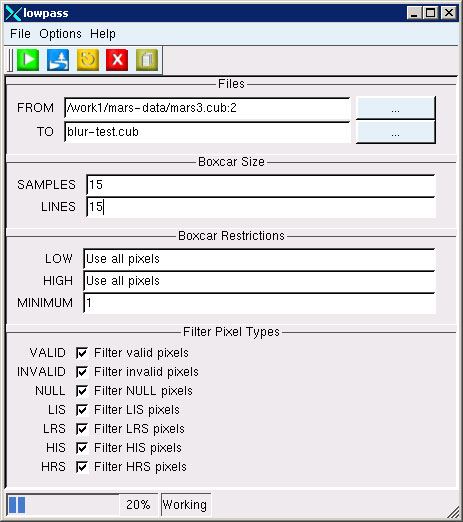 lowpass
File Options Help
Files
FROM /work1/mars-data/mars3.cub:2 ...
TO blur-test.cub ...
Boxcar Size
SAMPLES 15
LINES 15
Boxcar Restrictions
LOW Use all pixels
HIGH Use all pixels
MINIMUM 1
Filter Pixel Types
VALID Filter valid pixels
INVALID Filter invalid pixels
NULL Filter NULL pixels
LIS Filter LIS pixels
LRS Filter LRS pixels
HIS Filter HIS pixels
HRS Filter HRS pixels
20% Working